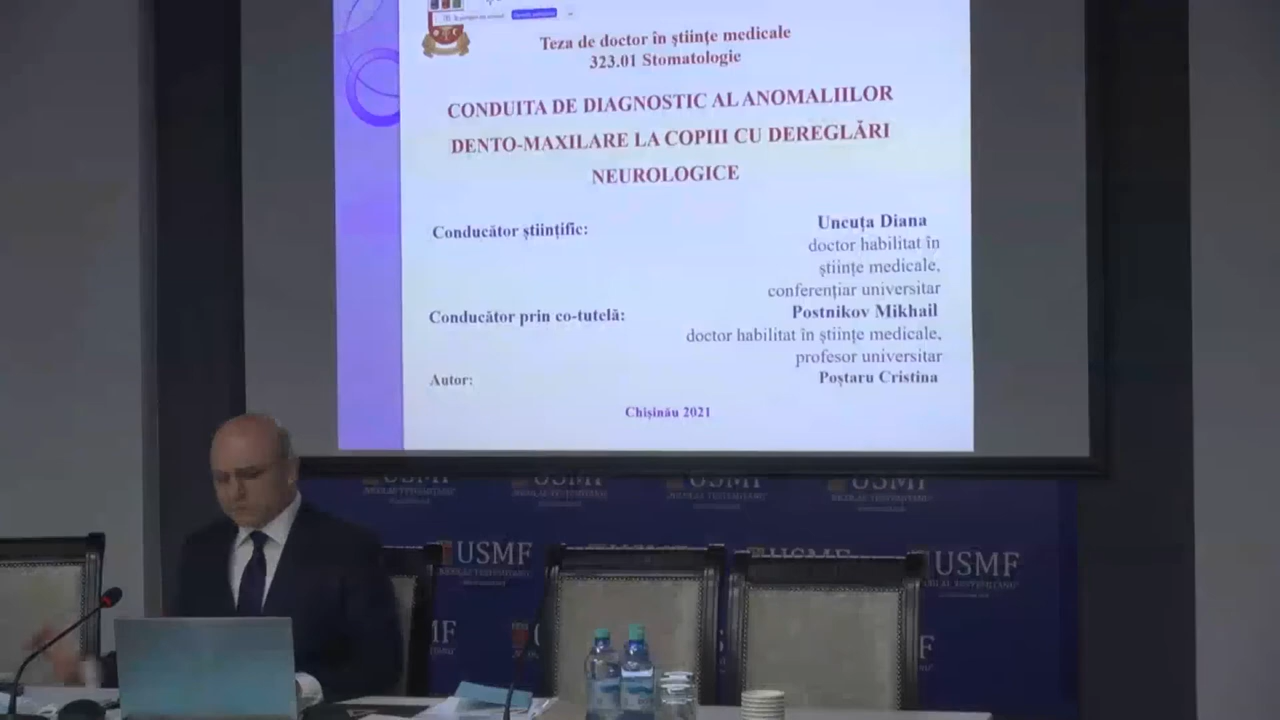 Teza de doctor în științe medicale
323.01 Stomatologie
CONDUITA DE DIAGNOSTIC AL ANOMALIILOR
DENTO-MAXILARE LA COPIII CU DEREGLĂRI
NEUROLOGICE
Conducător științific:
Uncuța Diana
doctor habilitat în
științe medicale,
conferențiar universitar
Conducător prin co-tutelă:
Postnikov Mikhail
doctor habilitat în științe medicale,
profesor universitar
Autor:
Poștaru Cristina
Chișinău 2021
USMF
USMF
USMF
USMF
USMF
USMF
USMF